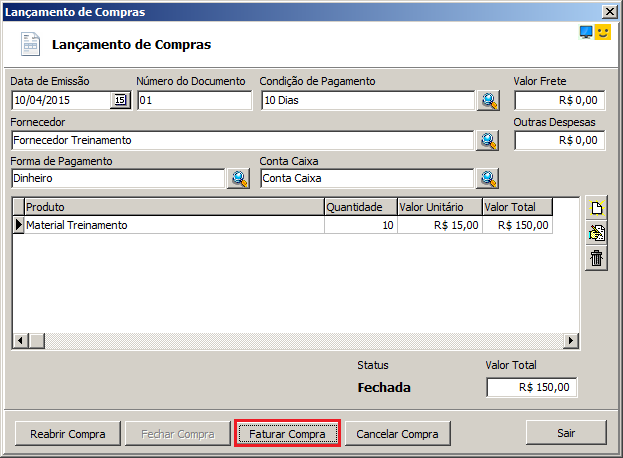 Lançamento de Compras
Lançamento de Compras
Data de Emissão Número do Documento Condição de Pagamento Valor Frete
10/04/2015 15 01 10 Dias R$ 0,00
Fornecedor Outras Despesas
Fornecedor Treinamento R$ 0,00
Forma de Pagamento Conta Caixa
Dinheiro Conta Caixa
Produto Quantidade Valor Unitário Valor Total
Material Treinamento 10 R$ 15,00 R$ 150,00
Status Valor Total
Fechada R$ 150,00
Reabrir Compra Fechar Compra Faturar Compra Cancelar Compra Sair